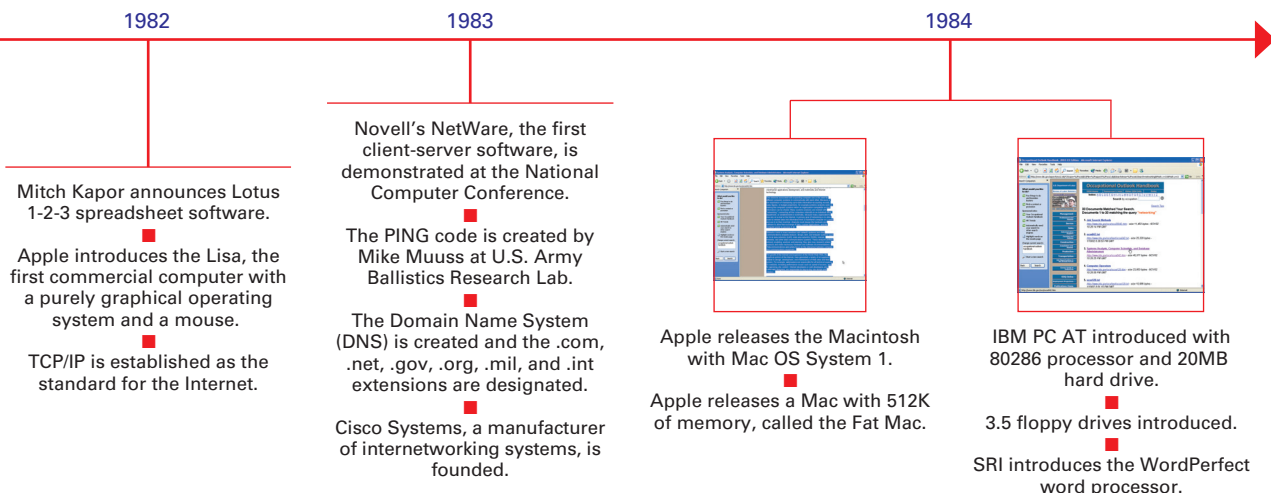 1982
1983
1984
Mitch Kapor announces Lotus
1-2-3 spreadsheet software.
Apple introduces the Lisa, the
first commercial computer with
a purely graphical operating
system and a mouse.
TCP/IP is established as the
standard for the Internet.
Novell's NetWare, the first
client-server software, is
demonstrated at the National
Computer Conference.
The PING code is created by
Mike Muuss at U.S. Army
Ballistics Research Lab.
The Domain Name System
(DNS) is created and the .com,
.net, .gov, .org, .mil, and .int
extensions are designated.
Cisco Systems, a manufacturer
of internetworking systems, is
founded.
Apple releases the Macintosh
with Mac OS System 1.
Apple releases a Mac with 512K
of memory, called the Fat Mac.
Occupational Outlook Handbook
IBM PC AT introduced with
80286 processor and 20MB
hard drive.
3.5 floppy drives introduced.
SRI introduces the WordPerfect
word processor.